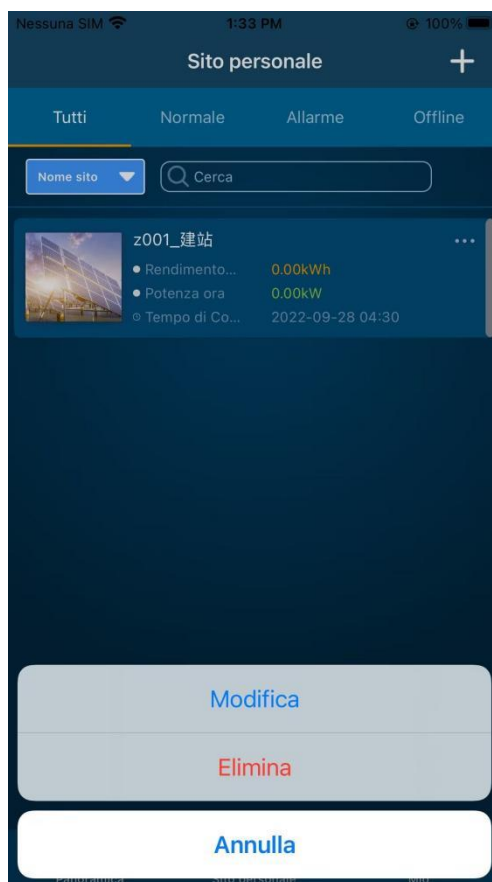 Nessuna SIM 1:33 PM 100%
Sito personale +
Tutti Normale Allarme Offline
Nome sito Cerca
z001_建站 ...
Rendimento... 0.00kWh
Potenza ora 0.00kW
Tempo di Co... 2022-09-28 04:30
Modifica
Elimina
Annulla